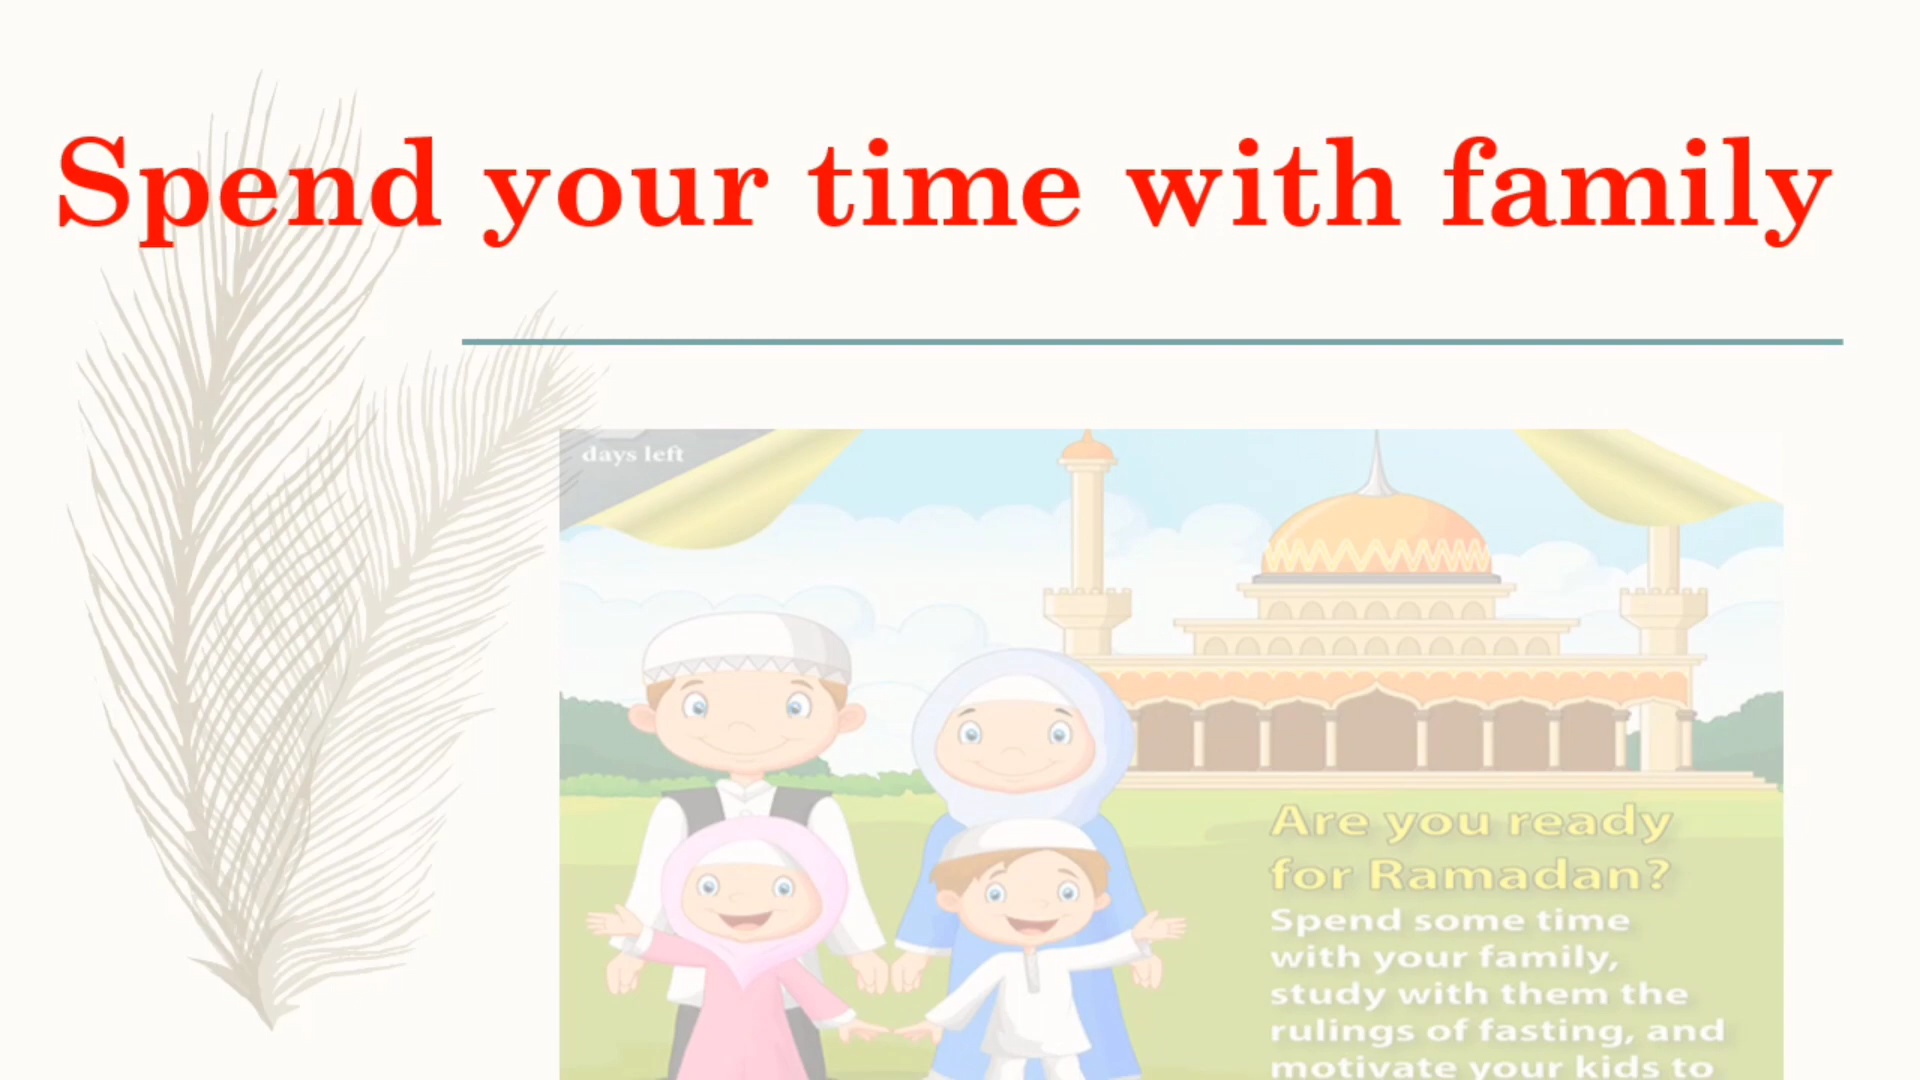 Spend your time with family
days left
Are you ready
for Ramadan?
Spend some time
with your family,
study with them the
rulings of fasting, and
motivate your kids to